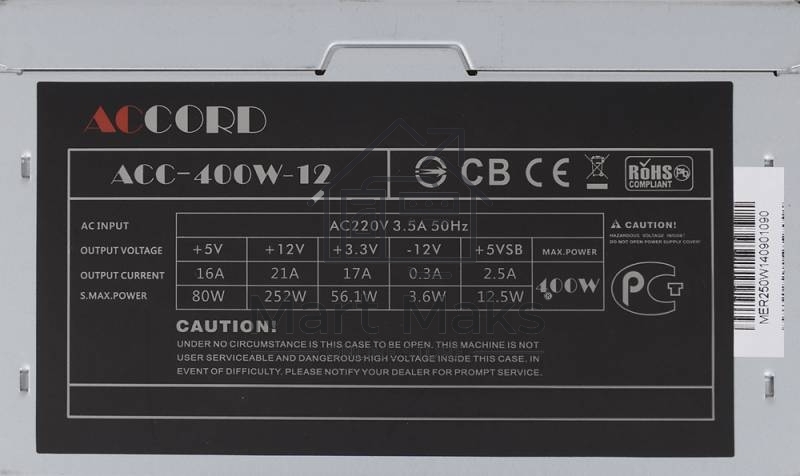 ACCORD
ACC-400W-12
CB CE RoHS COMPLIANT Pb
AC INPUT AC220V 3.5A 50Hz
OUTPUT VOLTAGE +5V +12V +3.3V -12V +5VSB MAX.POWER
OUTPUT CURRENT 16A 21A 17A 0.3A 2.5A 400W
S.MAX.POWER 80W 252W 56.1W 3.6W 12.5W
CAUTION!
HAZARDOUS VOLTAGE INSIDE!
DO NOT OPEN POWER SUPPLY COVER!
PCT
CAUTION!
UNDER NO CIRCUMSTANCE IS THIS CASE TO BE OPEN. THIS MACHINE IS NOT
USER SERVICEABLE AND DANGEROUS HIGH VOLTAGE INSIDE THIS CASE. IN
EVENT OF DIFFICULTY. PLEASE NOTIFY YOUR DEALER FOR PROMPT SERVICE.
MER250W140901090
Mart Maks